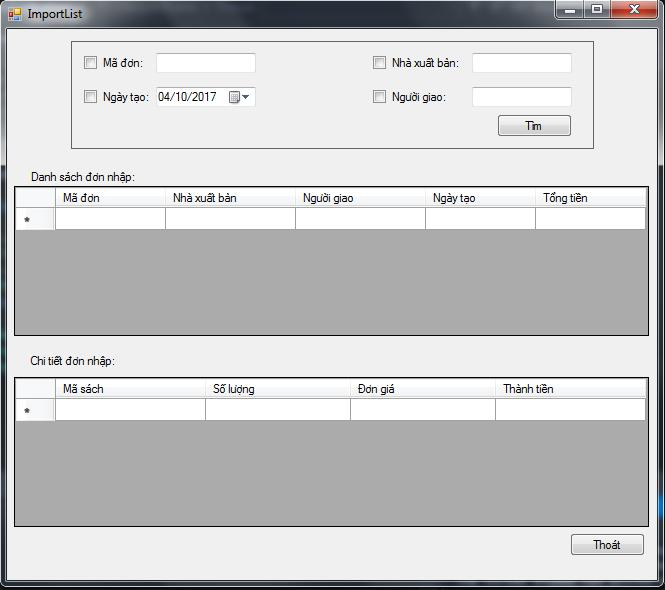 ImportList
Mã đơn: Nhà xuất bản:
Ngày tạo: 04/10/2017 Người giao:
Tìm
Danh sách đơn nhập:
Mã đơn Nhà xuất bản Người giao Ngày tạo Tổng tiền
*
Chi tiết đơn nhập:
Mã sách Số lượng Đơn giá Thành tiền
*
Thoát